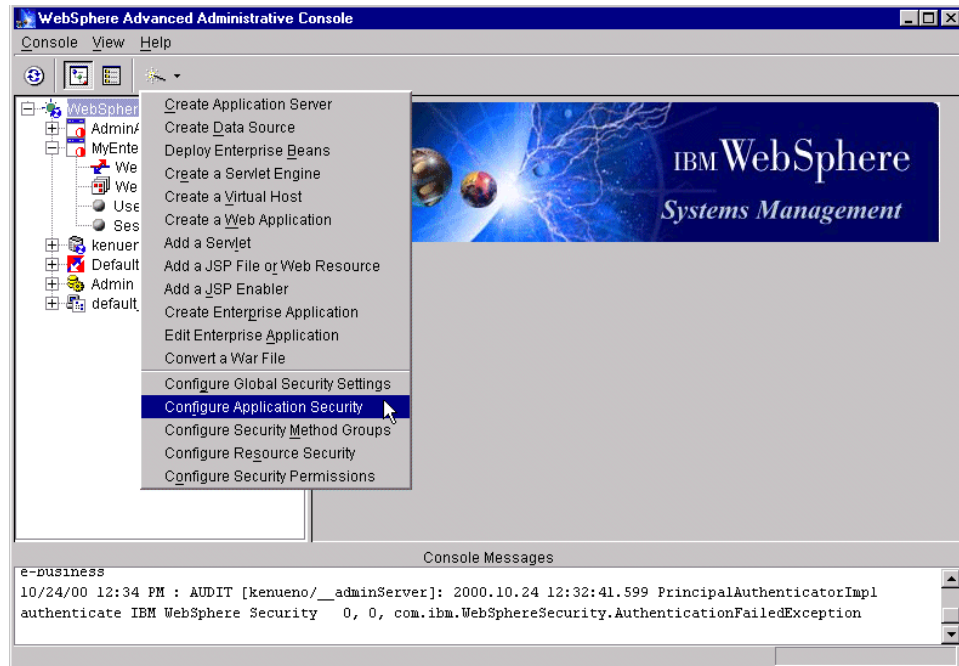 WebSphere Advanced Administrative Console
Console View Help
WebSpher
AdminA
MyEnte
We
We
Use
Ses
kenuer
Default
Admin
default_
Create Application Server
Create Data Source
Deploy Enterprise Beans
Create a Servlet Engine
Create a Virtual Host
Create a Web Application
Add a Servlet
Add a JSP File or Web Resource
Add a JSP Enabler
Create Enterprise Application
Edit Enterprise Application
Convert a War File
Configure Global Security Settings
Configure Application Security
Configure Security Method Groups
Configure Resource Security
Configure Security Permissions
IBM WebSphere
Systems Management
Console Messages
e-business
10/24/00 12:34 PM : AUDIT [kenueno/__adminServer]: 2000.10.24 12:32:41.599 PrincipalAuthenticatorImpl
authenticate IBM WebSphere Security 0, 0, com.ibm.WebSphereSecurity.AuthenticationFailedException